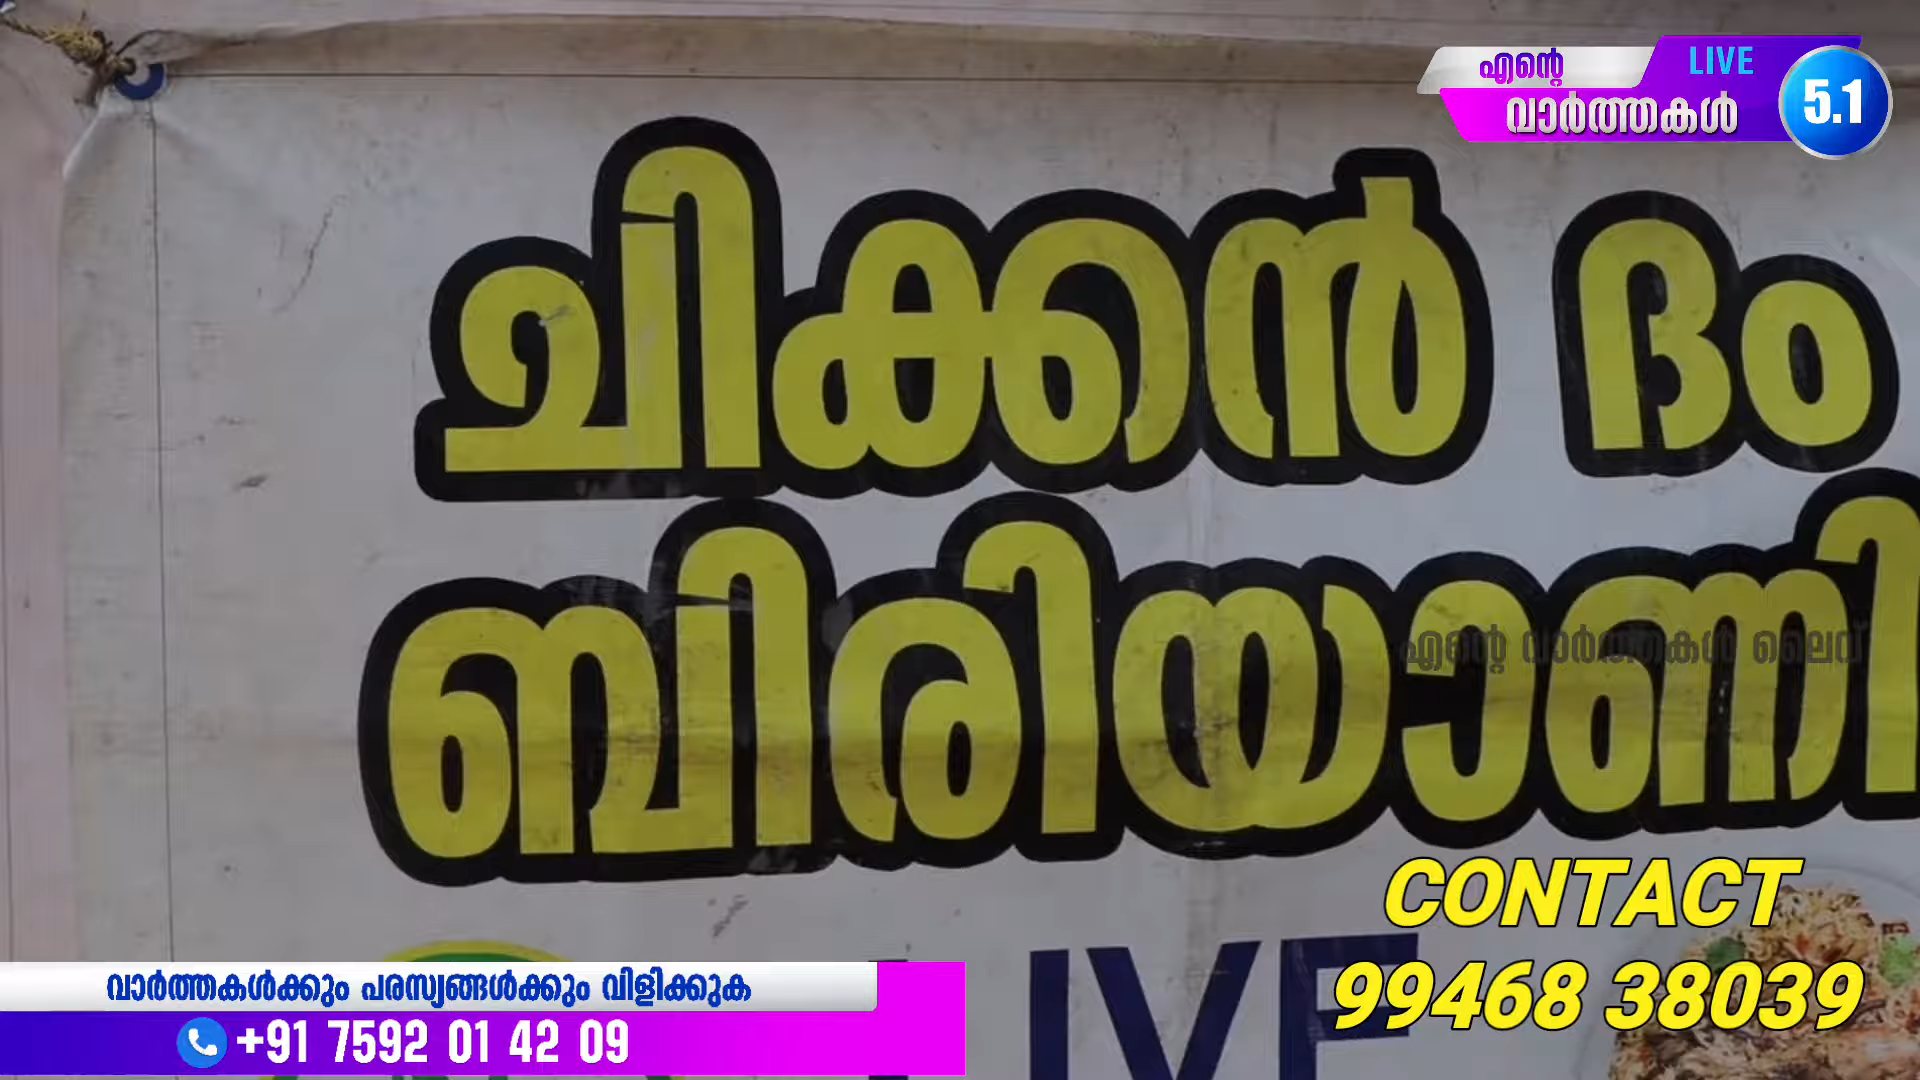 എന്റെ
LIVE
വാർത്തകൾ
5.1
ചിക്കൻ ദം
ബിരിയാണി
എന്റെ വാർത്തകൾ ലൈവ്
LIVE
CONTACT
99468 38039
വാർത്തകൾക്കും പരസ്യങ്ങൾക്കും വിളിക്കുക
+91 7592 01 42 09